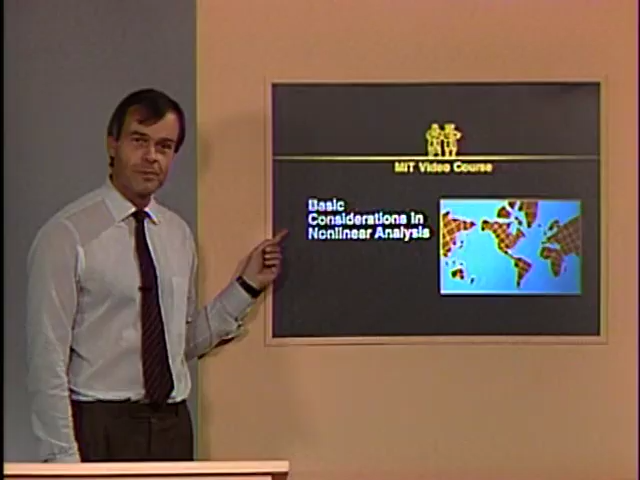 MIT Video Course
Basic
Considerations in
Nonlinear Analysis